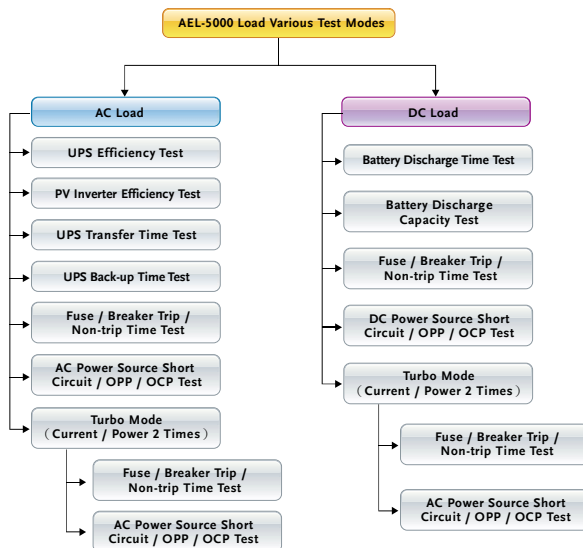 AEL-5000 Load Various Test Modes
AC Load
UPS Efficiency Test
PV Inverter Efficiency Test
UPS Transfer Time Test
UPS Back-up Time Test
Fuse / Breaker Trip /
Non-trip Time Test
AC Power Source Short
Circuit / OPP / OCP Test
Turbo Mode
（Current / Power 2 Times）
Fuse / Breaker Trip /
Non-trip Time Test
AC Power Source Short
Circuit / OPP / OCP Test
DC Load
Battery Discharge Time Test
Battery Discharge
Capacity Test
Fuse / Breaker Trip /
Non-trip Time Test
DC Power Source Short
Circuit / OPP / OCP Test
Turbo Mode
（Current / Power 2 Times）
Fuse / Breaker Trip /
Non-trip Time Test
AC Power Source Short
Circuit / OPP / OCP Test